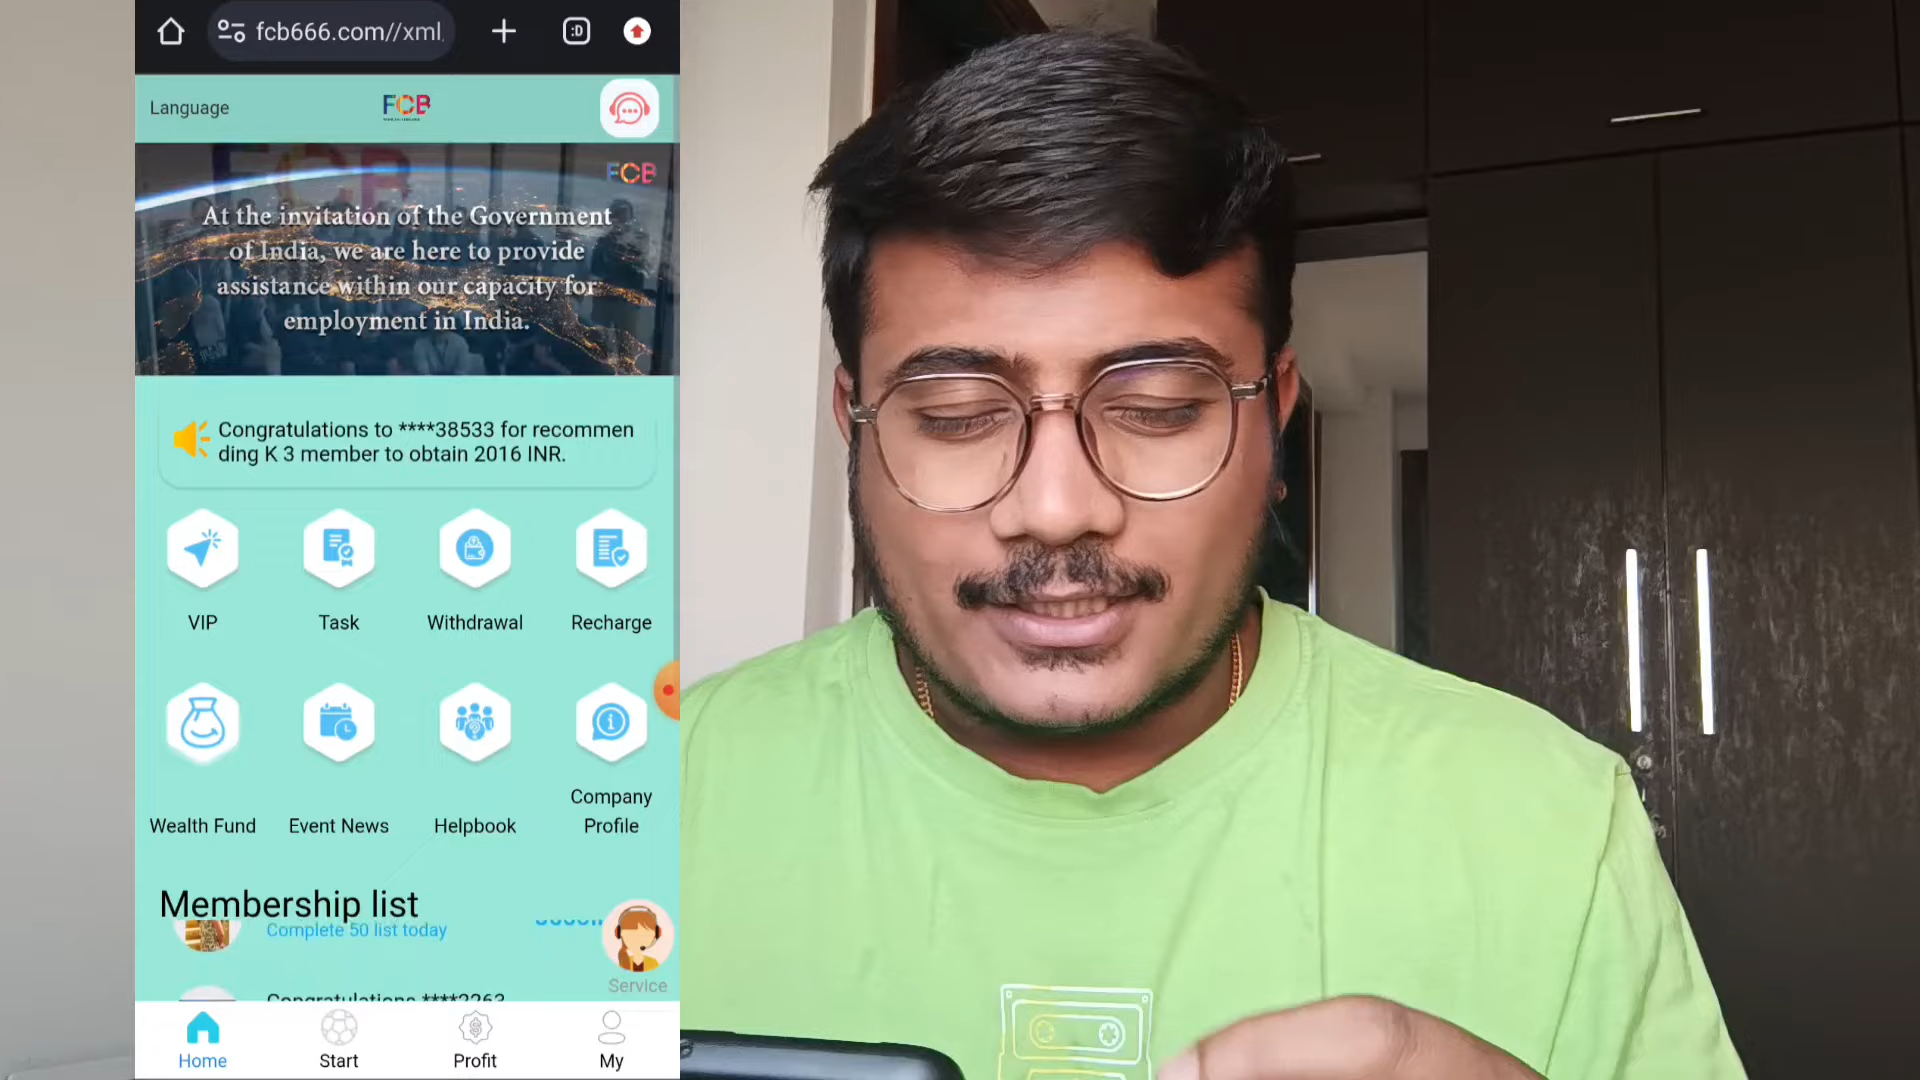 fcb666.com//xml
:D
Language
FCB
FCB
At the invitation of the Government
of India, we are here to provide
assistance within our capacity for
employment in India.
Congratulations to ****38533 for recommen
ding K 3 member to obtain 2016 INR.
VIP
Task
Withdrawal
Recharge
Wealth Fund
Event News
Helpbook
Company
Profile
Membership list
Complete 50 list today
Congratulations ****2263
Service
Home
Start
Profit
My